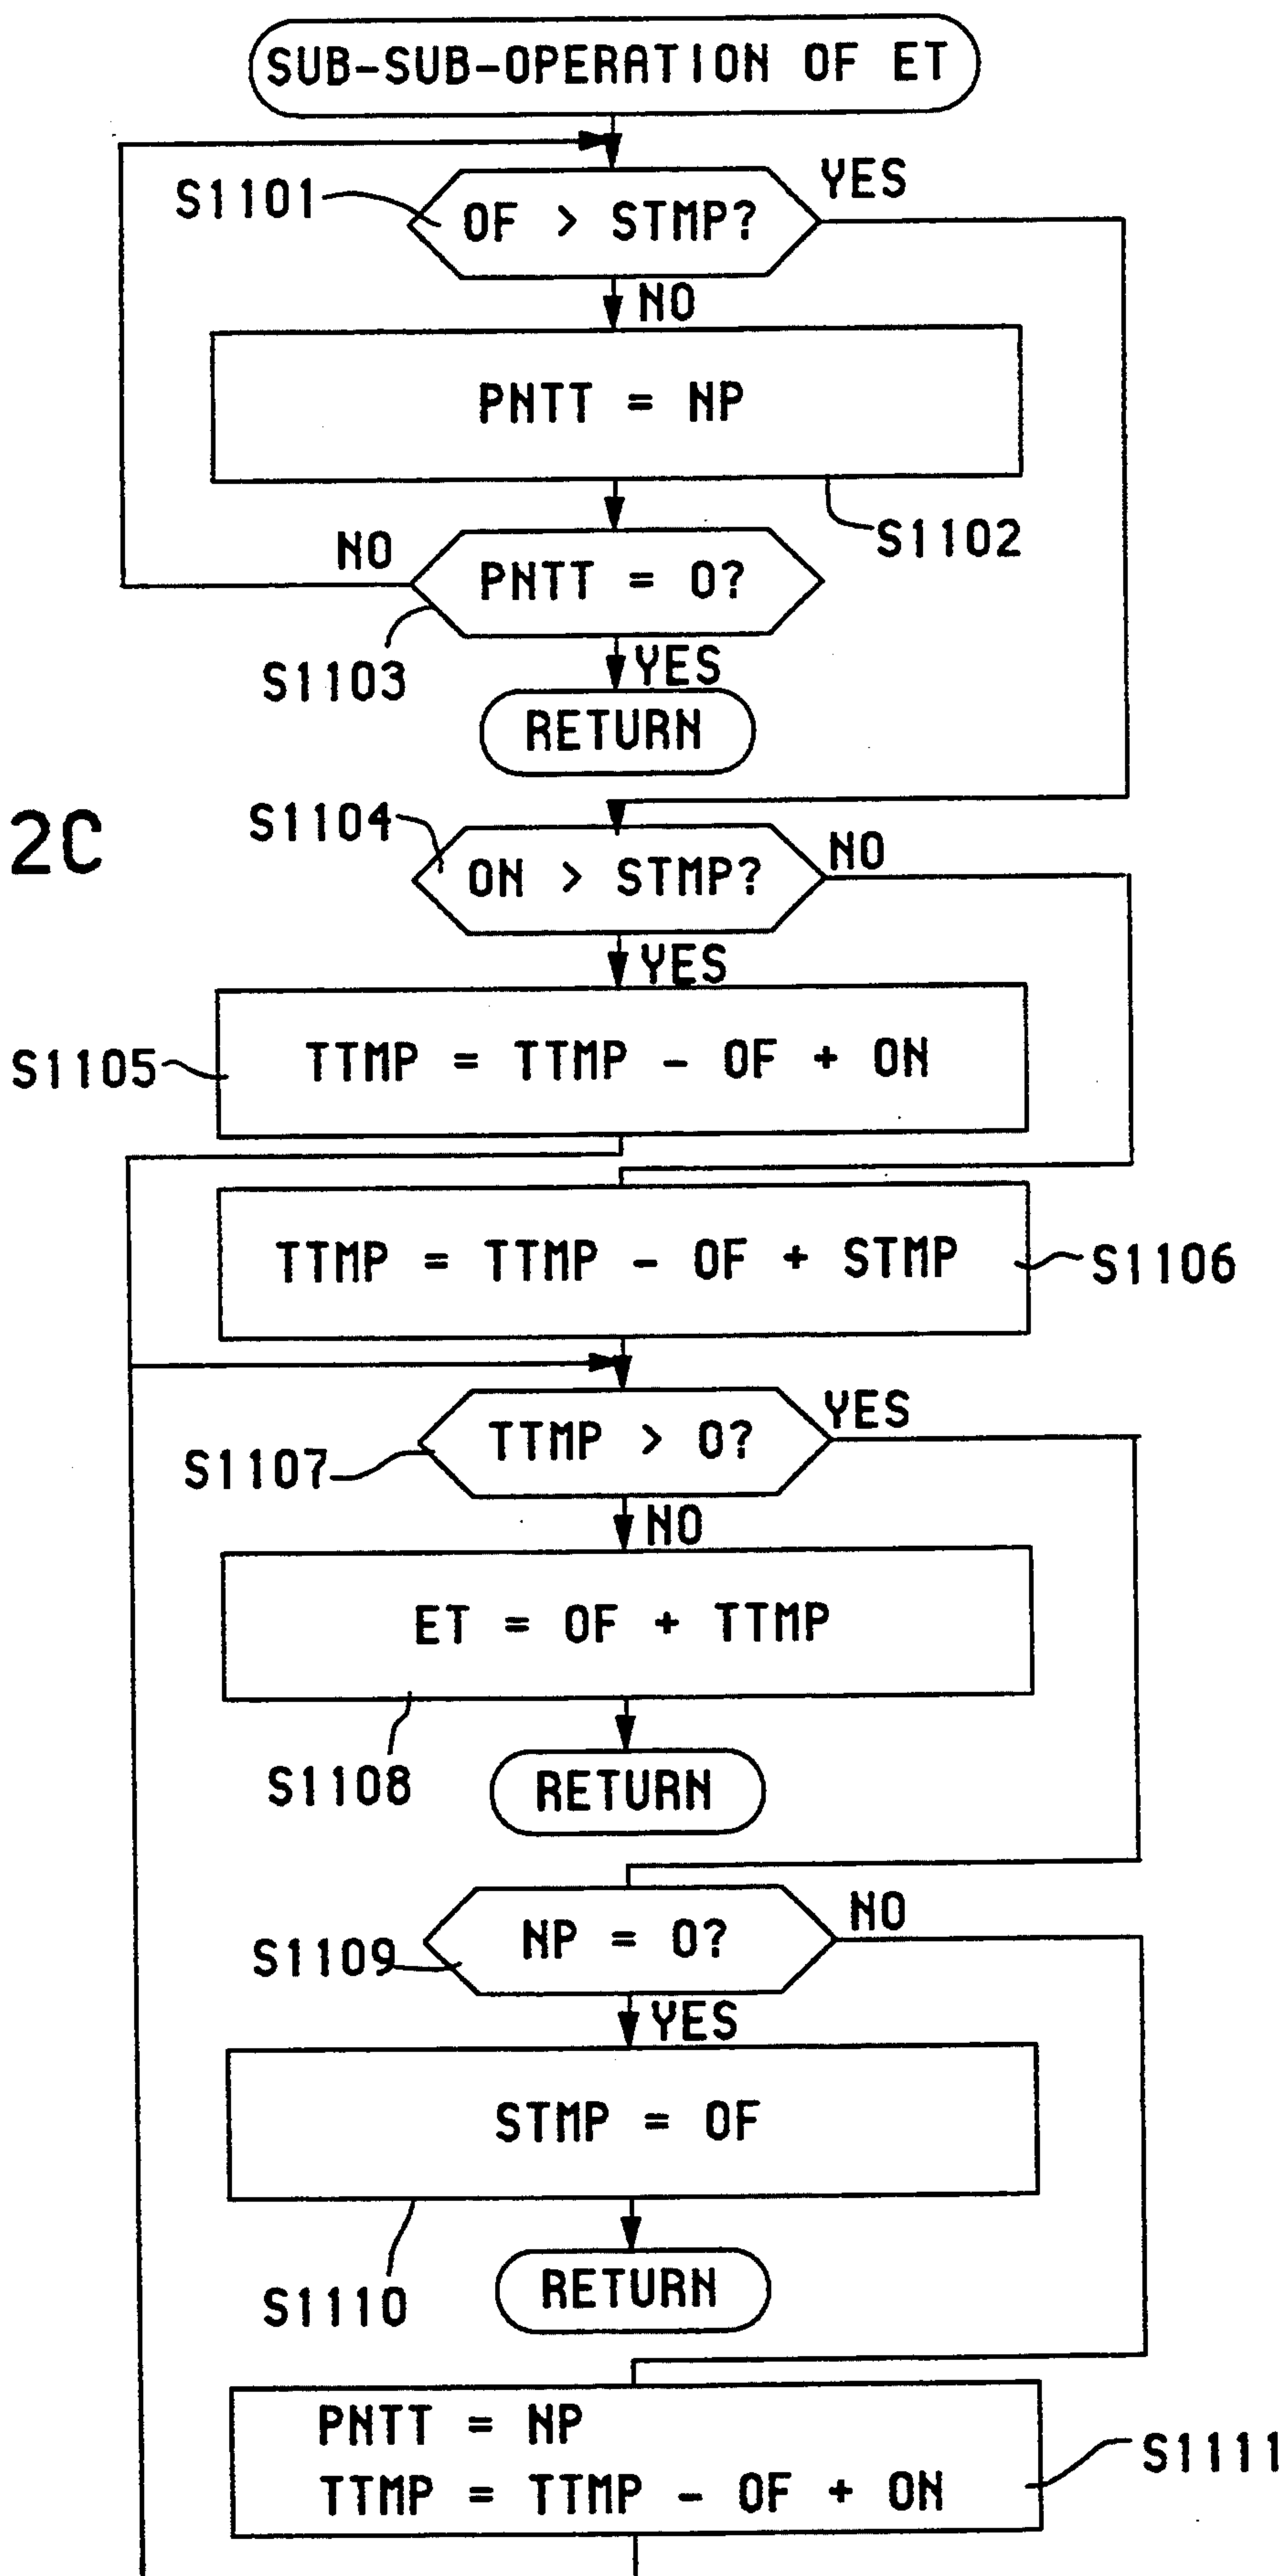 SUB-SUB-OPERATION OF ET
S1101
OF > STMP?
YES
NO
PNTT = NP
S1102
NO
PNTT = 0?
S1103
YES
RETURN
2C
S1104
ON > STMP?
NO
YES
S1105
TTMP = TTMP - OF + ON
TTMP = TTMP - OF + STMP
S1106
S1107
TTMP > 0?
YES
NO
ET = OF + TTMP
S1108
RETURN
S1109
NP = 0?
NO
YES
STMP = OF
S1110
RETURN
PNTT = NP
TTMP = TTMP - OF + ON
S1111